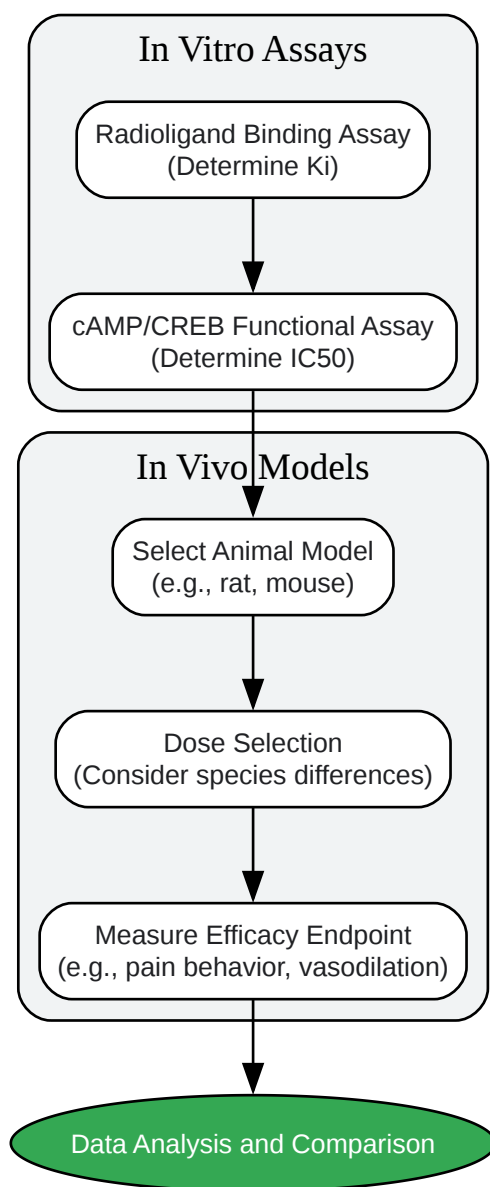 In Vitro Assays
Radioligand Binding Assay
(Determine Ki)
cAMP/CREB Functional Assay
(Determine IC50)
In Vivo Models
Select Animal Model
(e.g., rat, mouse)
Dose Selection
(Consider species differences)
Measure Efficacy Endpoint
(e.g., pain behavior, vasodilation)
Data Analysis and Comparison